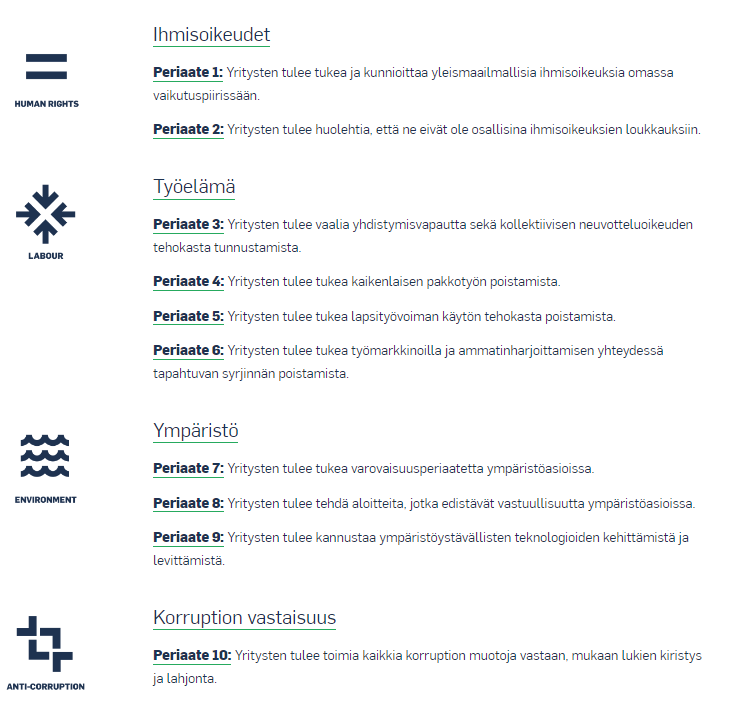 Ihmisoikeudet
Periaate 1: Yritysten tulee tukea ja kunnioittaa yleismaailmallisia ihmisoikeuksia omassa
vaikutuspiirissään.
HUMAN RIGHTS
Periaate 2: Yritysten tulee huolehtia, että ne eivät ole osallisina ihmisoikeuksien loukkauksiin.
Työelämä
Periaate 3: Yritysten tulee vaalia yhdistymisvapautta sekä kollektiivisen neuvotteluoikeuden
tehokasta tunnustamista.
LABOUR
Periaate 4: Yritysten tulee tukea kaikenlaisen pakkotyön poistamista.
Periaate 5: Yritysten tulee tukea lapsityövoiman käytön tehokasta poistamista.
Periaate 6: Yritysten tulee tukea työmarkkinoilla ja ammatinharjoittamisen yhteydessä
tapahtuvan syrjinnän poistamista.
Ympäristö
Periaate 7: Yritysten tulee tukea varovaisuusperiaatetta ympäristöasioissa.
ENVIRONMENT
Periaate 8: Yritysten tulee tehdä aloitteita, jotka edistävät vastuullisuutta ympäristöasioissa.
Periaate 9: Yritysten tulee kannustaa ympäristöystävällisten teknologioiden kehittämistä ja
levittämistä.
Korruption vastaisuus
Periaate 10: Yritysten tulee toimia kaikkia korruption muotoja vastaan, mukaan lukien kiristys
ja lahjonta.
ANTI-CORRUPTION